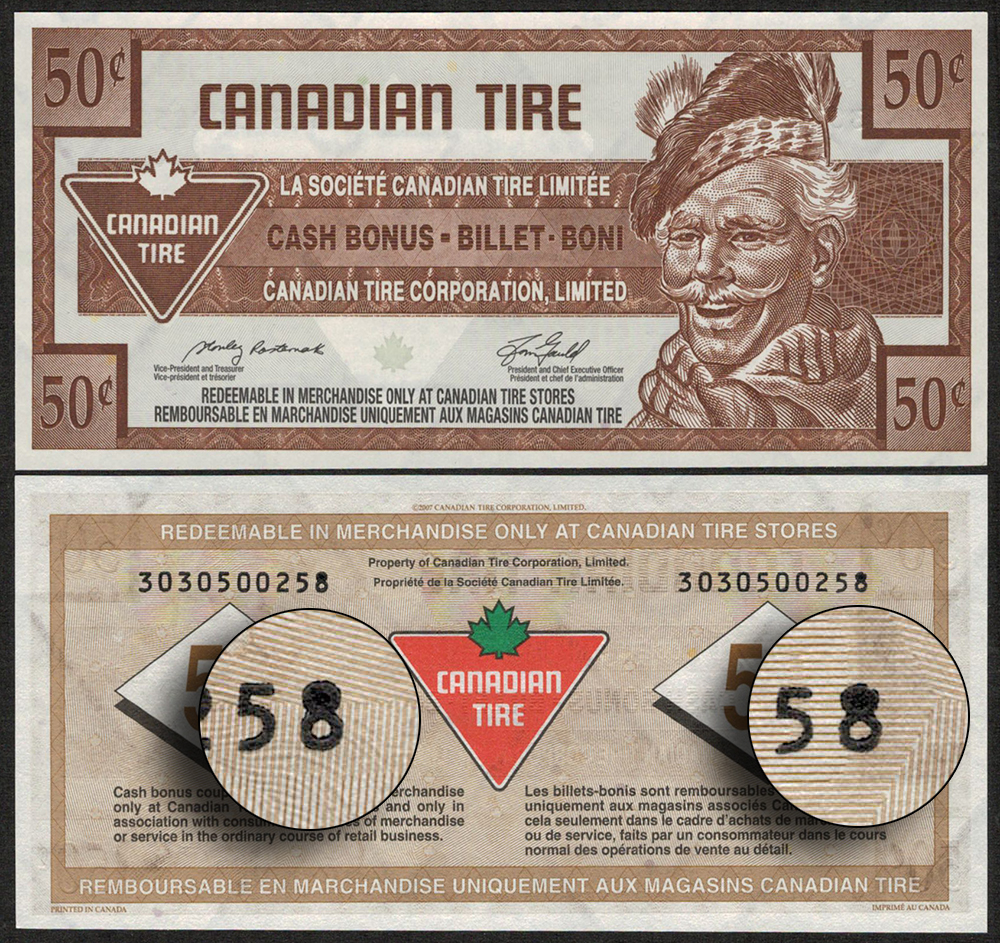 50¢
50¢
CANADIAN TIRE
CANADIAN
TIRE
LA SOCIÉTÉ CANADIAN TIRE LIMITÉE
CASH BONUS - BILLET - BONI
CANADIAN TIRE CORPORATION, LIMITED
Vice-President and Treasurer
Vice-président et trésorier
President and Chief Executive Officer
Président et chef de l'administration
REDEEMABLE IN MERCHANDISE ONLY AT CANADIAN TIRE STORES
REMBOURSABLE EN MARCHANDISE UNIQUEMENT AUX MAGASINS CANADIAN TIRE
50¢
50¢
©2007 CANADIAN TIRE CORPORATION, LIMITED.
REDEEMABLE IN MERCHANDISE ONLY AT CANADIAN TIRE STORES
Property of Canadian Tire Corporation, Limited.
Propriété de la Société Canadian Tire Limitée.
3030500258
3030500258
5
258
CANADIAN
TIRE
5
58
Cash bonus erchandise
only at Canadian and only in
association with of merchandise
or service in the ordinary course of retail business.
Les billets-bonis sont remboursables
uniquement aux magasins associés
cela seulement dans le cadre d'achats de
ou de service, faits par un consommateur dans le cours
normal des opérations de vente au détail.
REMBOURSABLE EN MARCHANDISE UNIQUEMENT AUX MAGASINS CANADIAN TIRE
PRINTED IN CANADA
IMPRIMÉ AU CANADA